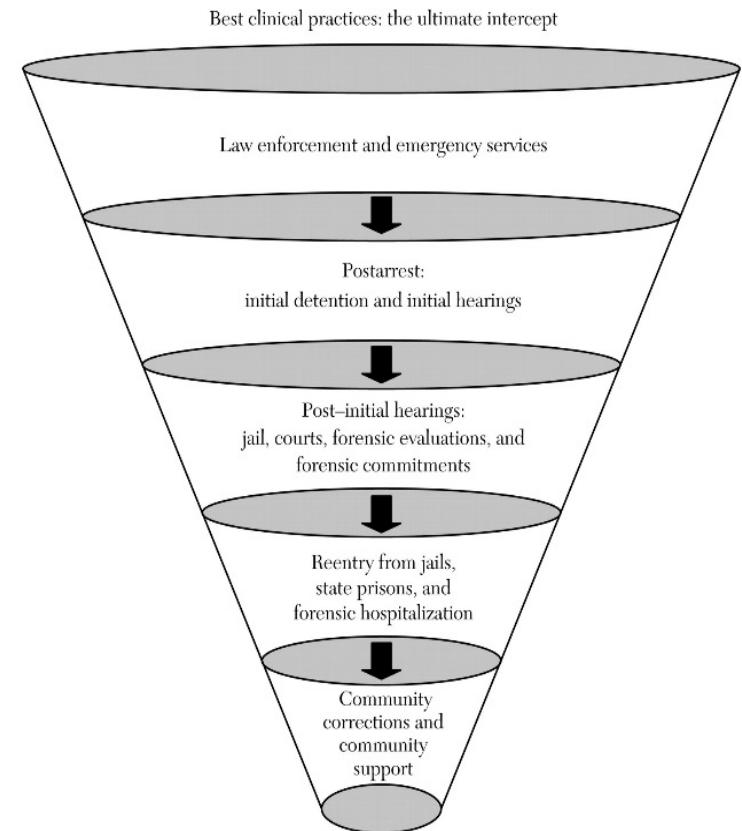 Best clinical practices: the ultimate intercept
Law enforcement and emergency services
Postarrest:
initial detention and initial hearings
Post–initial hearings:
jail, courts, forensic evaluations, and
forensic commitments
Reentry from jails,
state prisons, and
forensic hospitalization
Community
corrections and
community
support